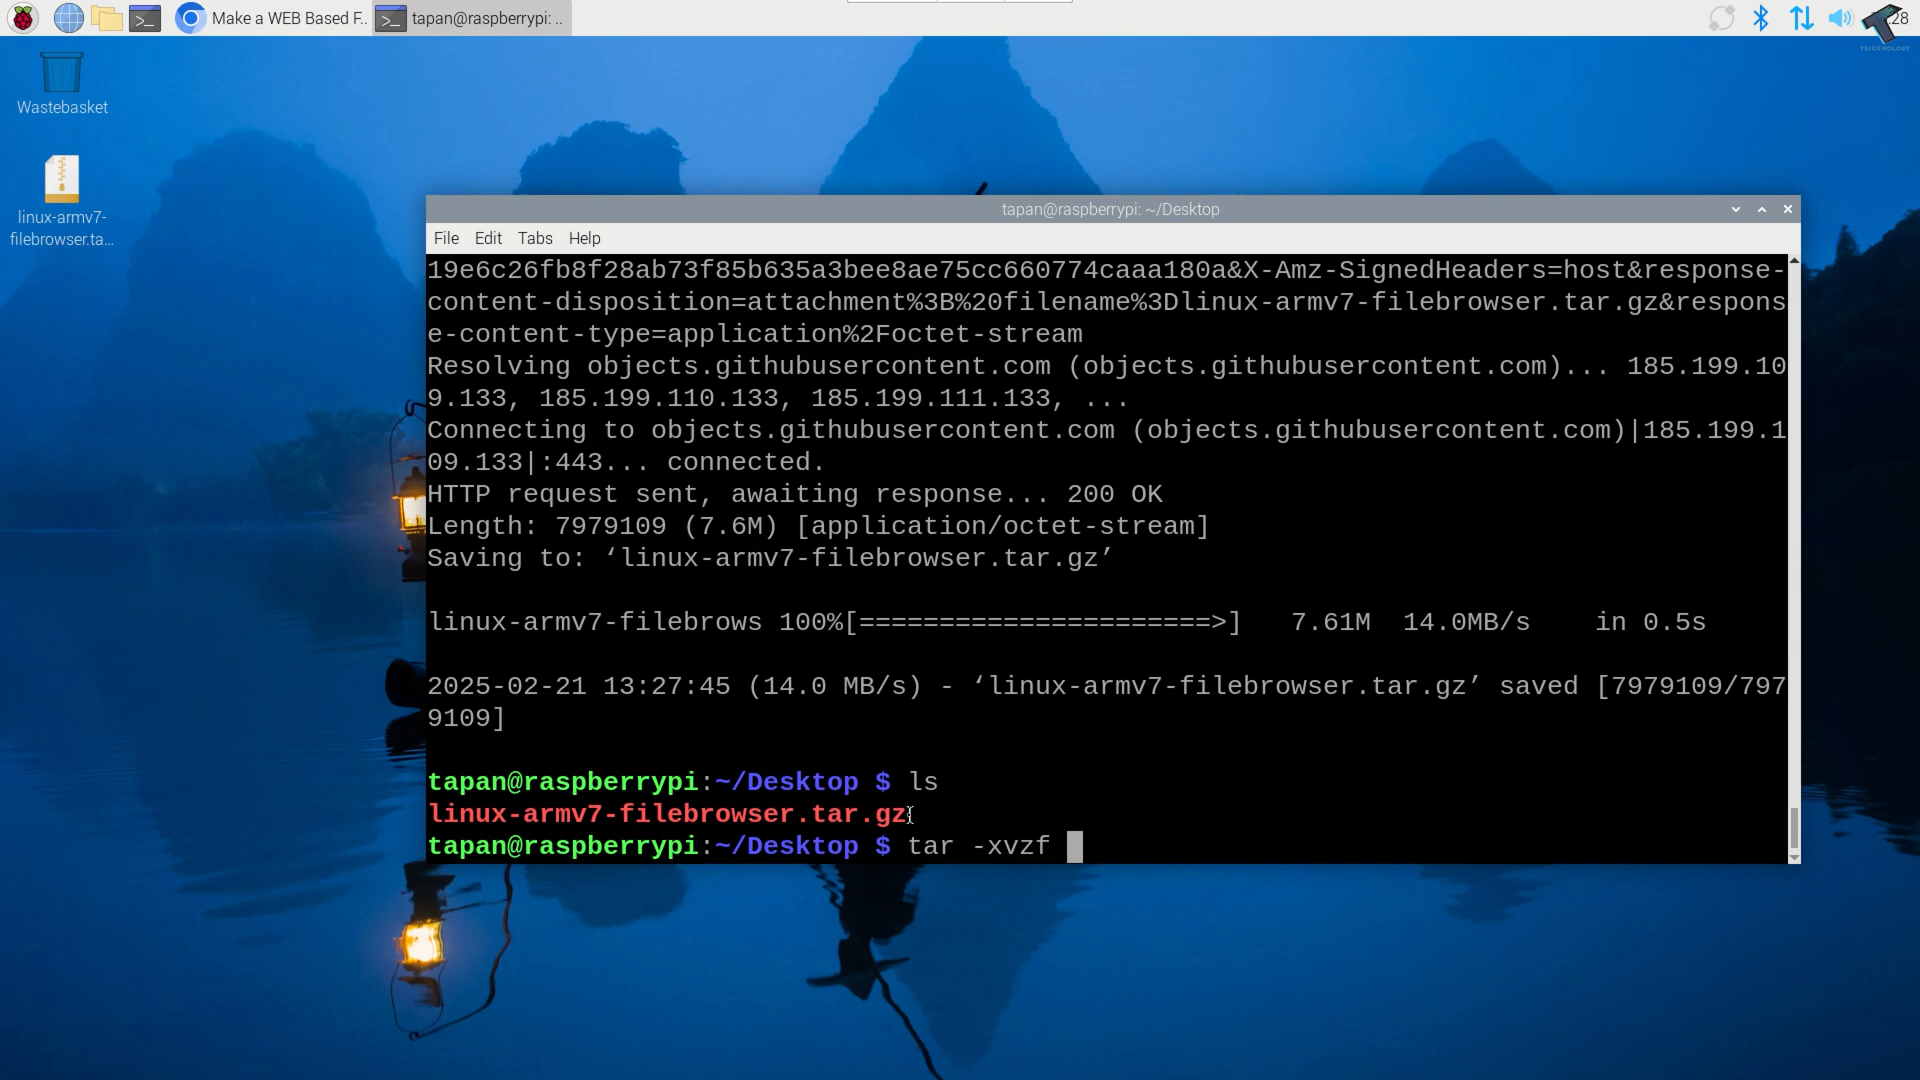 Make a WEB Based F..
tapan@raspberrypi: ..
:28
TRICKNOLOGY
Wastebasket
linux-armv7-
filebrowser.ta...
tapan@raspberrypi: ~/Desktop
File Edit Tabs Help
19e6c26fb8f28ab73f85b635a3bee8ae75cc660774caaa180a&X-Amz-SignedHeaders=host&response-
content-disposition=attachment%3B%20filename%3Dlinux-armv7-filebrowser.tar.gz&respons
e-content-type=application%2Foctet-stream
Resolving objects.githubusercontent.com (objects.githubusercontent.com)... 185.199.10
9.133, 185.199.110.133, 185.199.111.133, ...
Connecting to objects.githubusercontent.com (objects.githubusercontent.com)|185.199.1
09.133|:443... connected.
HTTP request sent, awaiting response... 200 OK
Length: 7979109 (7.6M) [application/octet-stream]
Saving to: ‘linux-armv7-filebrowser.tar.gz’
linux-armv7-filebrows 100%[======================>] 7.61M 14.0MB/s in 0.5s
2025-02-21 13:27:45 (14.0 MB/s) - ‘linux-armv7-filebrowser.tar.gz’ saved [7979109/797
9109]
tapan@raspberrypi:~/Desktop $ ls
linux-armv7-filebrowser.tar.gz
tapan@raspberrypi:~/Desktop $ tar -xvzf